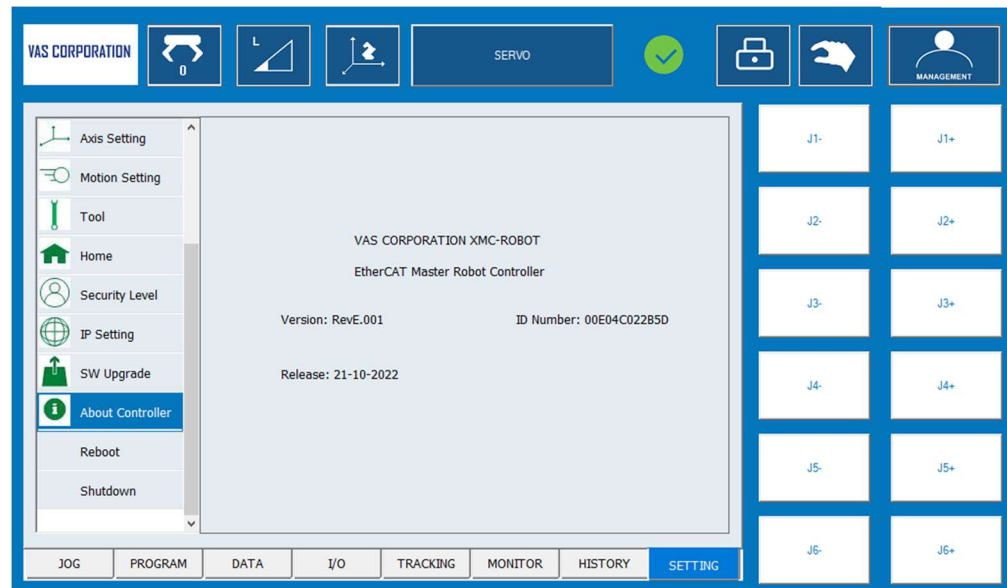 VAS CORPORATION
0
L
SERVO
MANAGEMENT
Axis Setting
Motion Setting
Tool
Home
Security Level
IP Setting
SW Upgrade
About Controller
Reboot
Shutdown
VAS CORPORATION XMC-ROBOT
EtherCAT Master Robot Controller
Version: RevE.001 ID Number: 00E04C022B5D
Release: 21-10-2022
J1- J1+
J2- J2+
J3- J3+
J4- J4+
J5- J5+
J6- J6+
JOG PROGRAM DATA I/O TRACKING MONITOR HISTORY SETTING